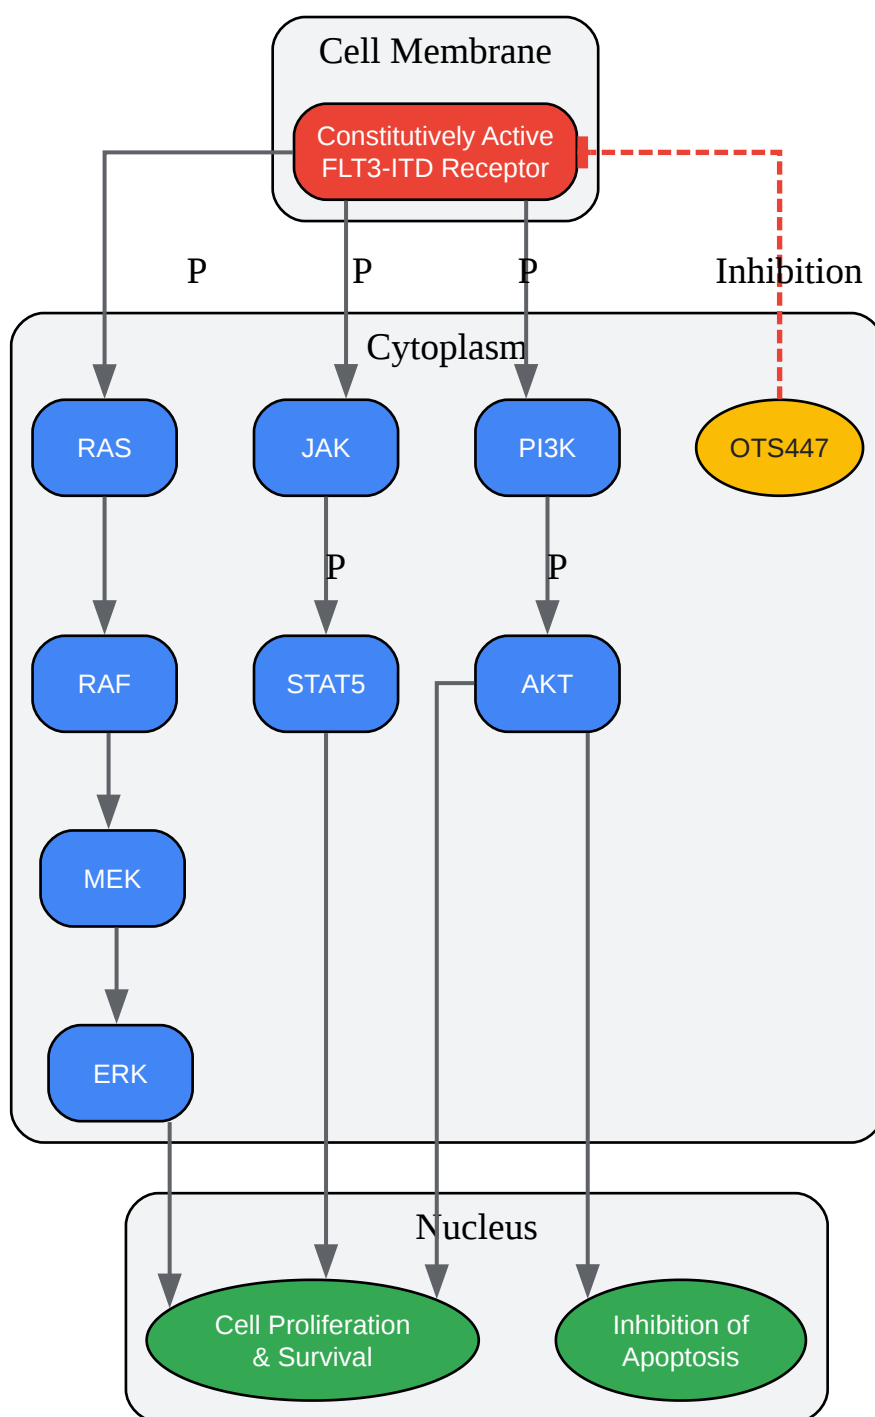 Cell Membrane
Constitutively Active
FLT3-ITD Receptor
P
P
P
Inhibition
Cytoplasm
RAS
JAK
PI3K
OTS447
P
P
RAF
STAT5
AKT
MEK
ERK
Nucleus
Cell Proliferation
& Survival
Inhibition of
Apoptosis